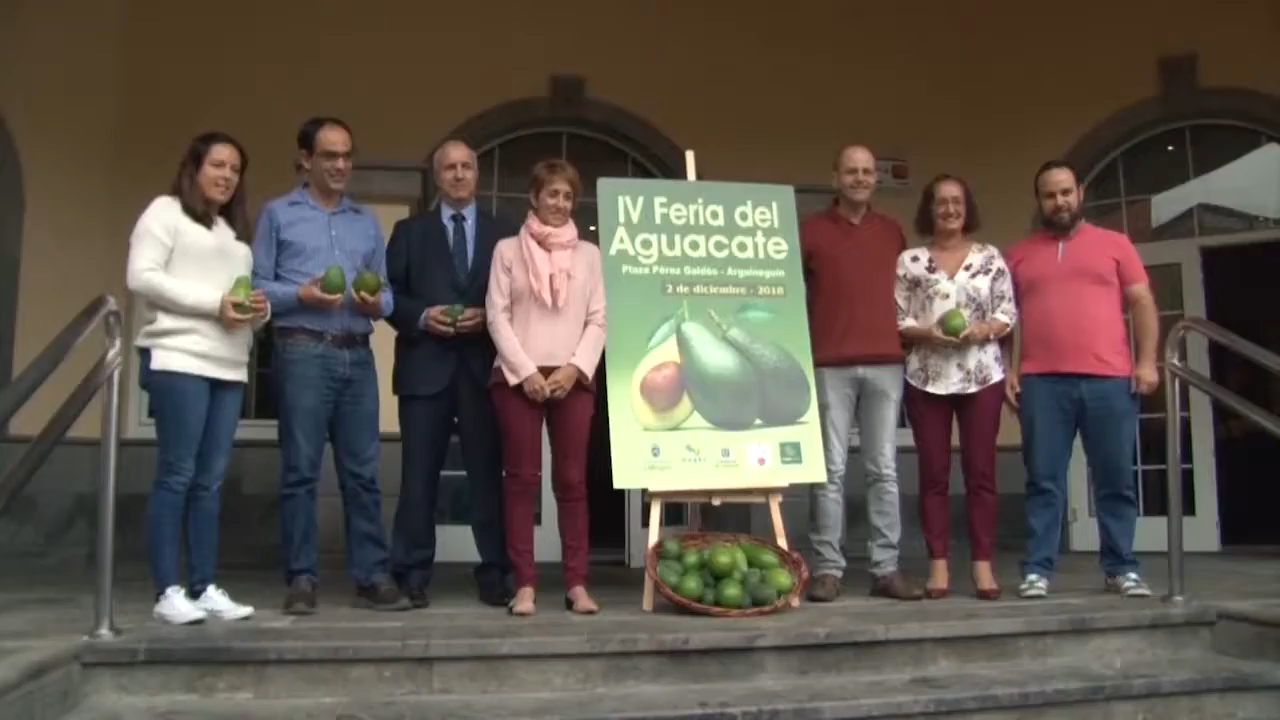 IV Feria del
Aguacate
Plaza Pérez Galdós - Arguineguín
2 de diciembre - 2018